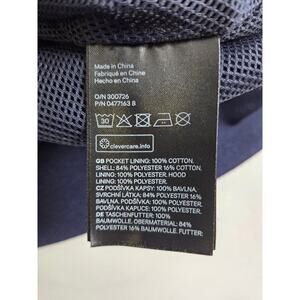 Made in China
Fabriqué en Chine
Hecho en China
O/N 300726
P/N 0477163 8
30
clevercare.info
GB POCKET LINING: 100% COTTON.
SHELL: 84% POLYESTER 16% COTTON.
LINING: 100% POLYESTER. HOOD
LINING: 100% POLYESTER.
CZ PODŠÍVKA KAPSY: 100% BAVLNA.
SVRCHNÍ LÁTKA: 84% POLYESTER 16%
BAVLNA. PODŠÍVKA: 100% POLYESTER.
PODŠÍVKA KAPUCE: 100% POLYESTER.
DE TASCHENFUTTER: 100%
BAUMWOLLE. OBERMATERIAL: 84%
POLYESTER 16% BAUMWOLLE. FUTTER: